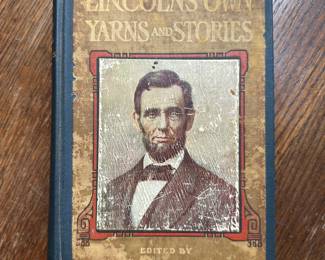 LINCOLN'S OWN
YARNS AND STORIES
EDITED BY